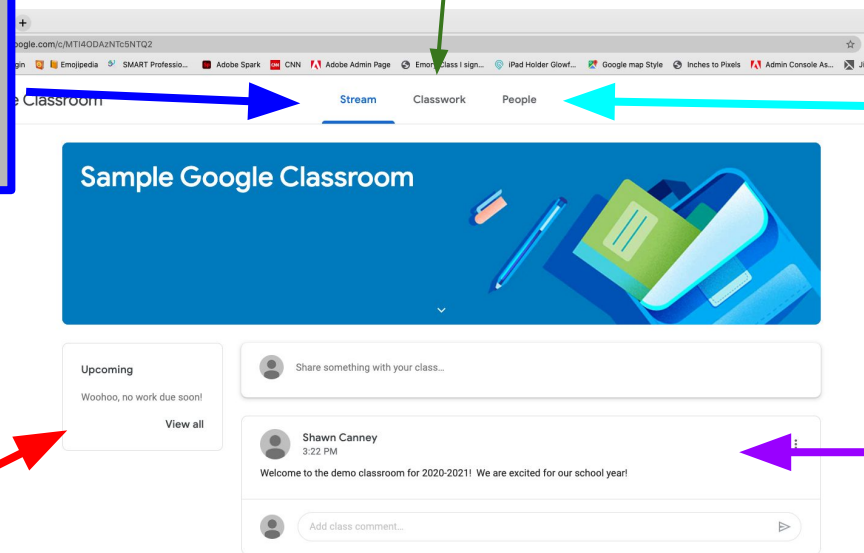 +
oogle.com/c/MTI4ODAzNTc5NTQ2
gin Emojipedia SMART Professio... Adobe Spark CNN CNN Adobe Admin Page Emory Class I sign... iPad Holder Glowf... Google map Style Inches to Pixels Admin Console As... Ji
e Classroom Stream Classwork People
Sample Google Classroom
Upcoming
Woohoo, no work due soon!
View all
Share something with your class...
Shawn Canney
3:22 PM
Welcome to the demo classroom for 2020-2021! We are excited for our school year!
Add class comment...